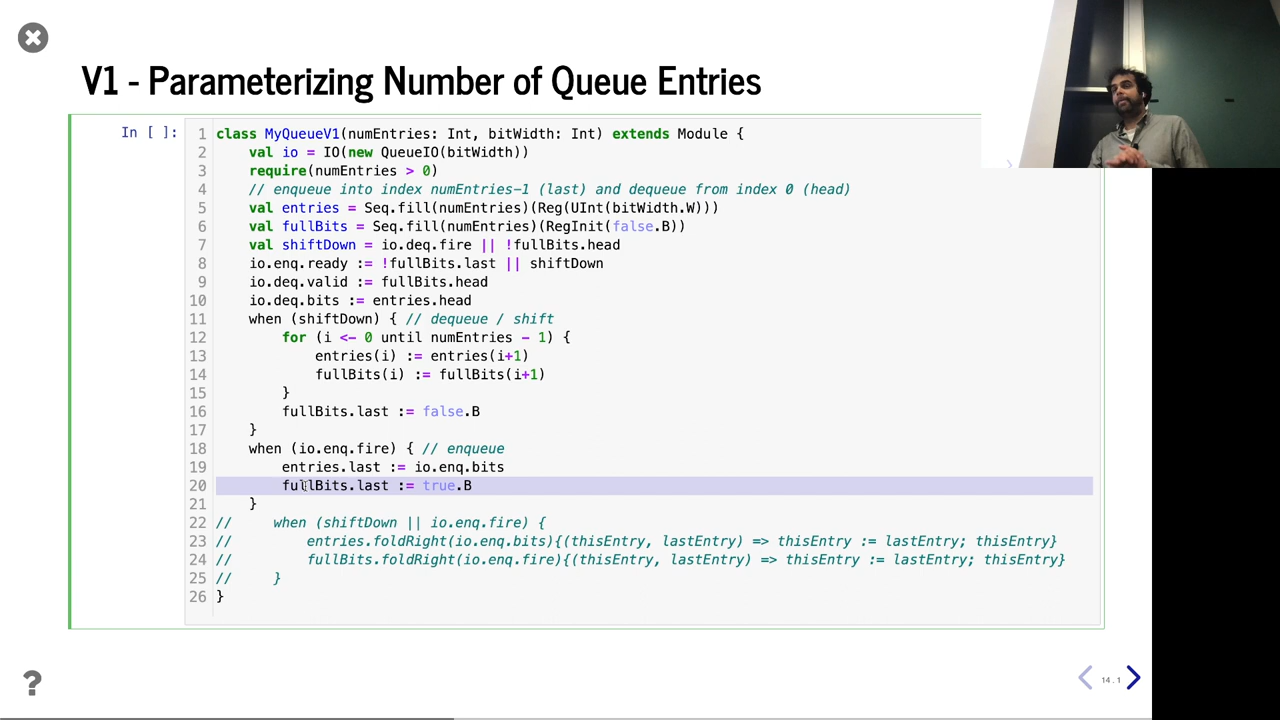 V1 - Parameterizing Number of Queue Entries
In [ ]:
1 class MyQueueV1(numEntries: Int, bitWidth: Int) extends Module {
2     val io = IO(new QueueIO(bitWidth))
3     require(numEntries > 0)
4     // enqueue into index numEntries-1 (last) and dequeue from index 0 (head)
5     val entries = Seq.fill(numEntries)(Reg(UInt(bitWidth.W)))
6     val fullBits = Seq.fill(numEntries)(RegInit(false.B))
7     val shiftDown = io.deq.fire || !fullBits.head
8     io.enq.ready := !fullBits.last || shiftDown
9     io.deq.valid := fullBits.head
10     io.deq.bits := entries.head
11     when (shiftDown) { // dequeue / shift
12         for (i <- 0 until numEntries - 1) {
13             entries(i) := entries(i+1)
14             fullBits(i) := fullBits(i+1)
15         }
16         fullBits.last := false.B
17     }
18     when (io.enq.fire) { // enqueue
19         entries.last := io.enq.bits
20         fullBits.last := true.B
21     }
22 //     when (shiftDown || io.enq.fire) {
23 //         entries.foldRight(io.enq.bits){(thisEntry, lastEntry) => thisEntry := lastEntry; thisEntry}
24 //         fullBits.foldRight(io.enq.fire){(thisEntry, lastEntry) => thisEntry := lastEntry; thisEntry}
25 //     }
26 }
?
14.1